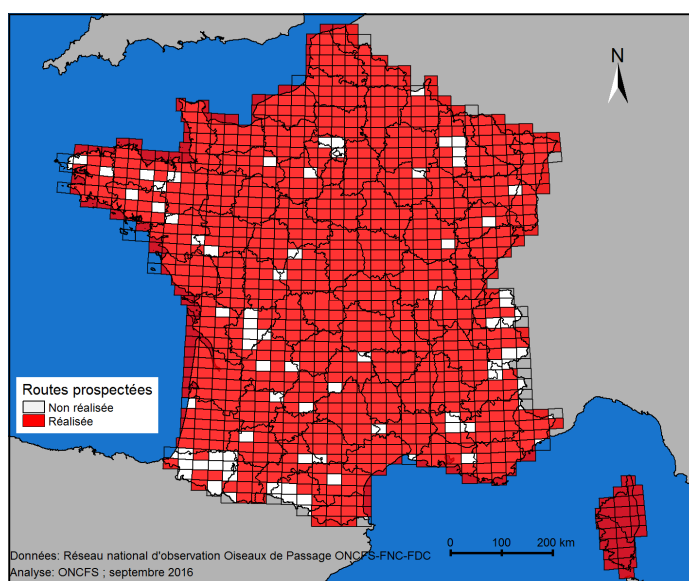 N
Routes prospectées
Non réalisée
Réalisée
Données: Réseau national d'observation Oiseaux de Passage ONCFS-FNC-FDC
0 100 200 km
Analyse: ONCFS ; septembre 2016